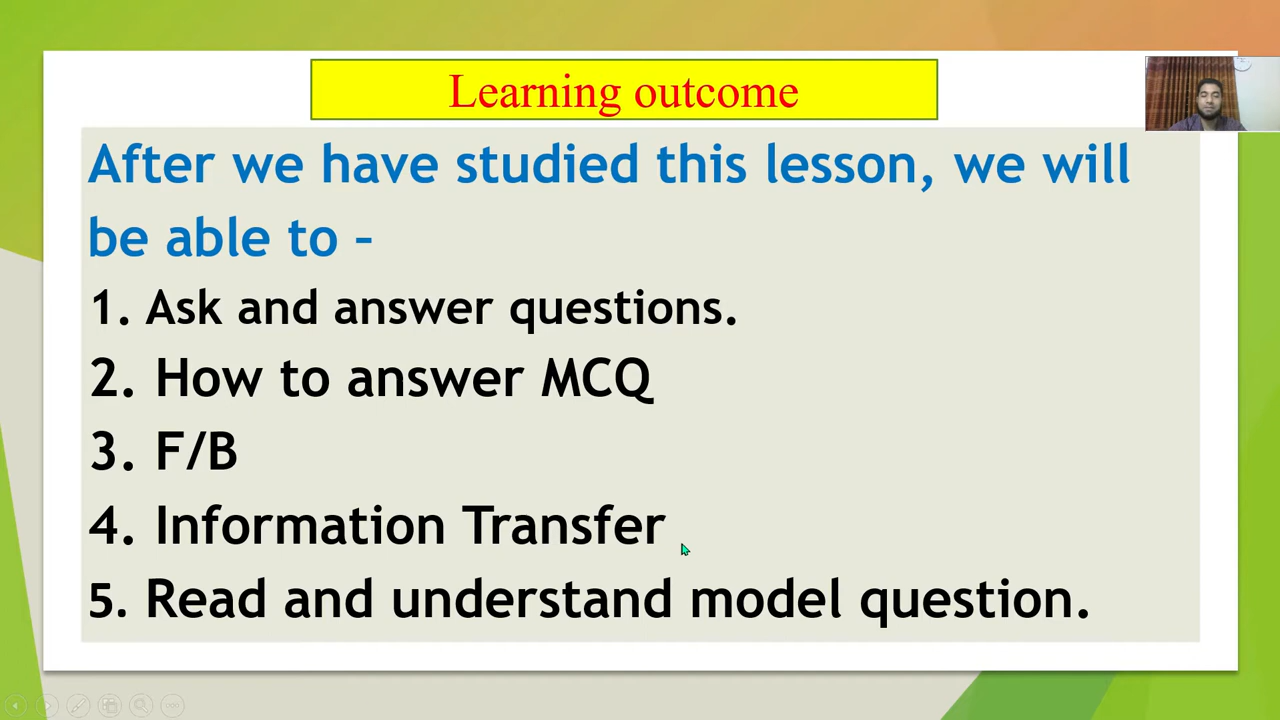 Learning outcome
After we have studied this lesson, we will
be able to –
1. Ask and answer questions.
2. How to answer MCQ
3. F/B
4. Information Transfer
5. Read and understand model question.